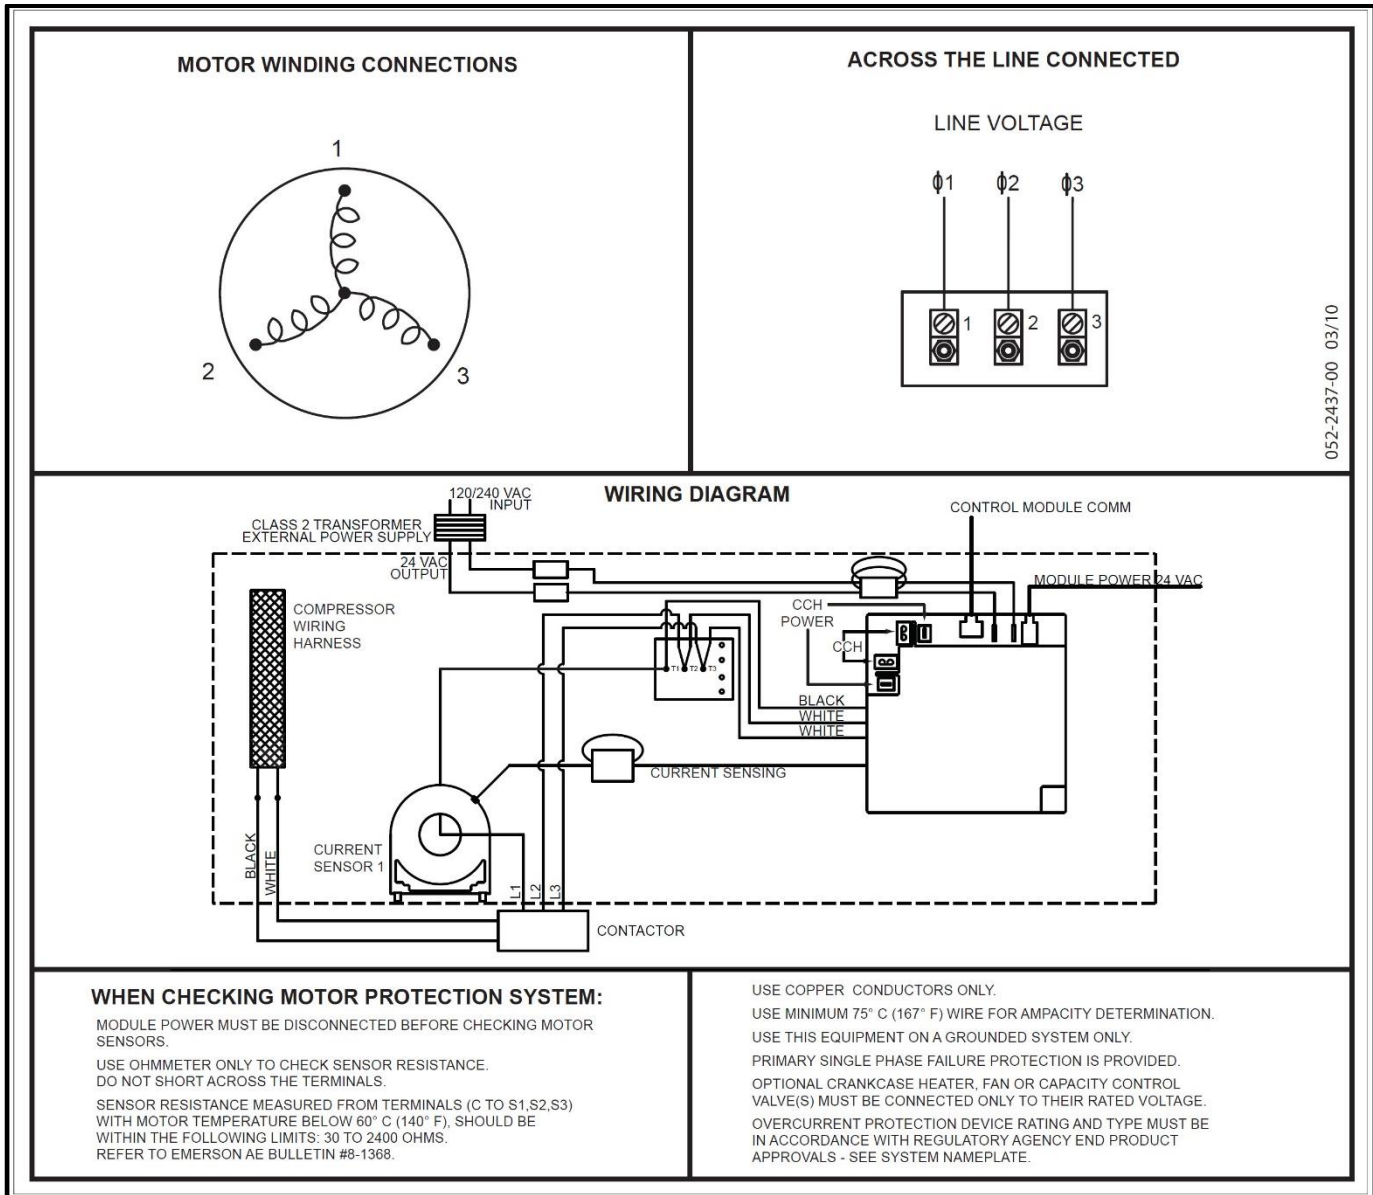 MOTOR WINDING CONNECTIONS
1
2
3
ACROSS THE LINE CONNECTED
LINE VOLTAGE
ϕ1 ϕ2 ϕ3
1 2 3
052-2437-00 03/10
WIRING DIAGRAM
120/240 VAC
INPUT
CLASS 2 TRANSFORMER
EXTERNAL POWER SUPPLY
24 VAC
OUTPUT
CONTROL MODULE COMM
MODULE POWER 24 VAC
COMPRESSOR
WIRING
HARNESS
CCH
POWER
CCH
T1 T2 T3
BLACK
WHITE
WHITE
CURRENT SENSING
CURRENT
SENSOR 1
BLACK
WHITE
L1
L2
L3
CONTACTOR
WHEN CHECKING MOTOR PROTECTION SYSTEM:
MODULE POWER MUST BE DISCONNECTED BEFORE CHECKING MOTOR
SENSORS.
USE OHMMETER ONLY TO CHECK SENSOR RESISTANCE.
DO NOT SHORT ACROSS THE TERMINALS.
SENSOR RESISTANCE MEASURED FROM TERMINALS (C TO S1,S2,S3)
WITH MOTOR TEMPERATURE BELOW 60° C (140° F), SHOULD BE
WITHIN THE FOLLOWING LIMITS: 30 TO 2400 OHMS.
REFER TO EMERSON AE BULLETIN #8-1368.
USE COPPER CONDUCTORS ONLY.
USE MINIMUM 75° C (167° F) WIRE FOR AMPACITY DETERMINATION.
USE THIS EQUIPMENT ON A GROUNDED SYSTEM ONLY.
PRIMARY SINGLE PHASE FAILURE PROTECTION IS PROVIDED.
OPTIONAL CRANKCASE HEATER, FAN OR CAPACITY CONTROL
VALVE(S) MUST BE CONNECTED ONLY TO THEIR RATED VOLTAGE.
OVERCURRENT PROTECTION DEVICE RATING AND TYPE MUST BE
IN ACCORDANCE WITH REGULATORY AGENCY END PRODUCT
APPROVALS - SEE SYSTEM NAMEPLATE.